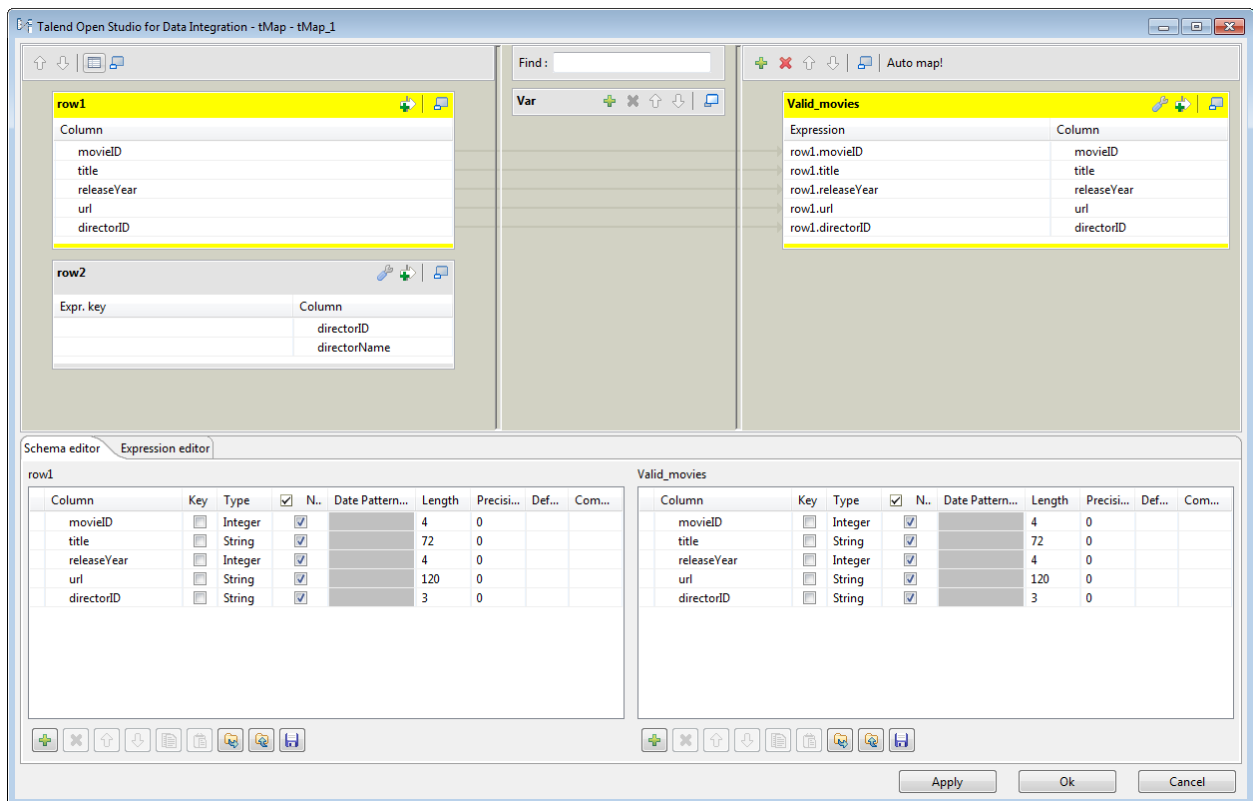 Talend Open Studio for Data Integration - tMap - tMap_1
Find :
Auto map!
row1
Column
movieID
title
releaseYear
url
directorID
row2
Expr. key Column
directorID
directorName
Var
Valid_movies
Expression Column
row1.movieID movieID
row1.title title
row1.releaseYear releaseYear
row1.url url
row1.directorID directorID
Schema editor Expression editor
row1
Column Key Type N.. Date Pattern... Length Precisi... Def... Com...
movieID Integer 4 0
title String 72 0
releaseYear Integer 4 0
url String 120 0
directorID String 3 0
Valid_movies
Column Key Type N.. Date Pattern... Length Precisi... Def... Com...
movieID Integer 4 0
title String 72 0
releaseYear Integer 4 0
url String 120 0
directorID String 3 0
Apply Ok Cancel